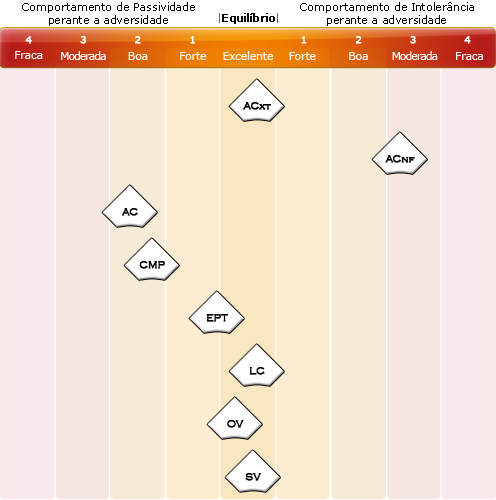 Comportamento de Passividade
perante a adversidade
|Equilíbrio|
Comportamento de Intolerância
perante a adversidade
4 3 2 1 1 2 3 4
Fraca Moderada Boa Forte Excelente Forte Boa Moderada Fraca
ACXT
ACNF
AC
CMP
EPT
LC
OV
SV